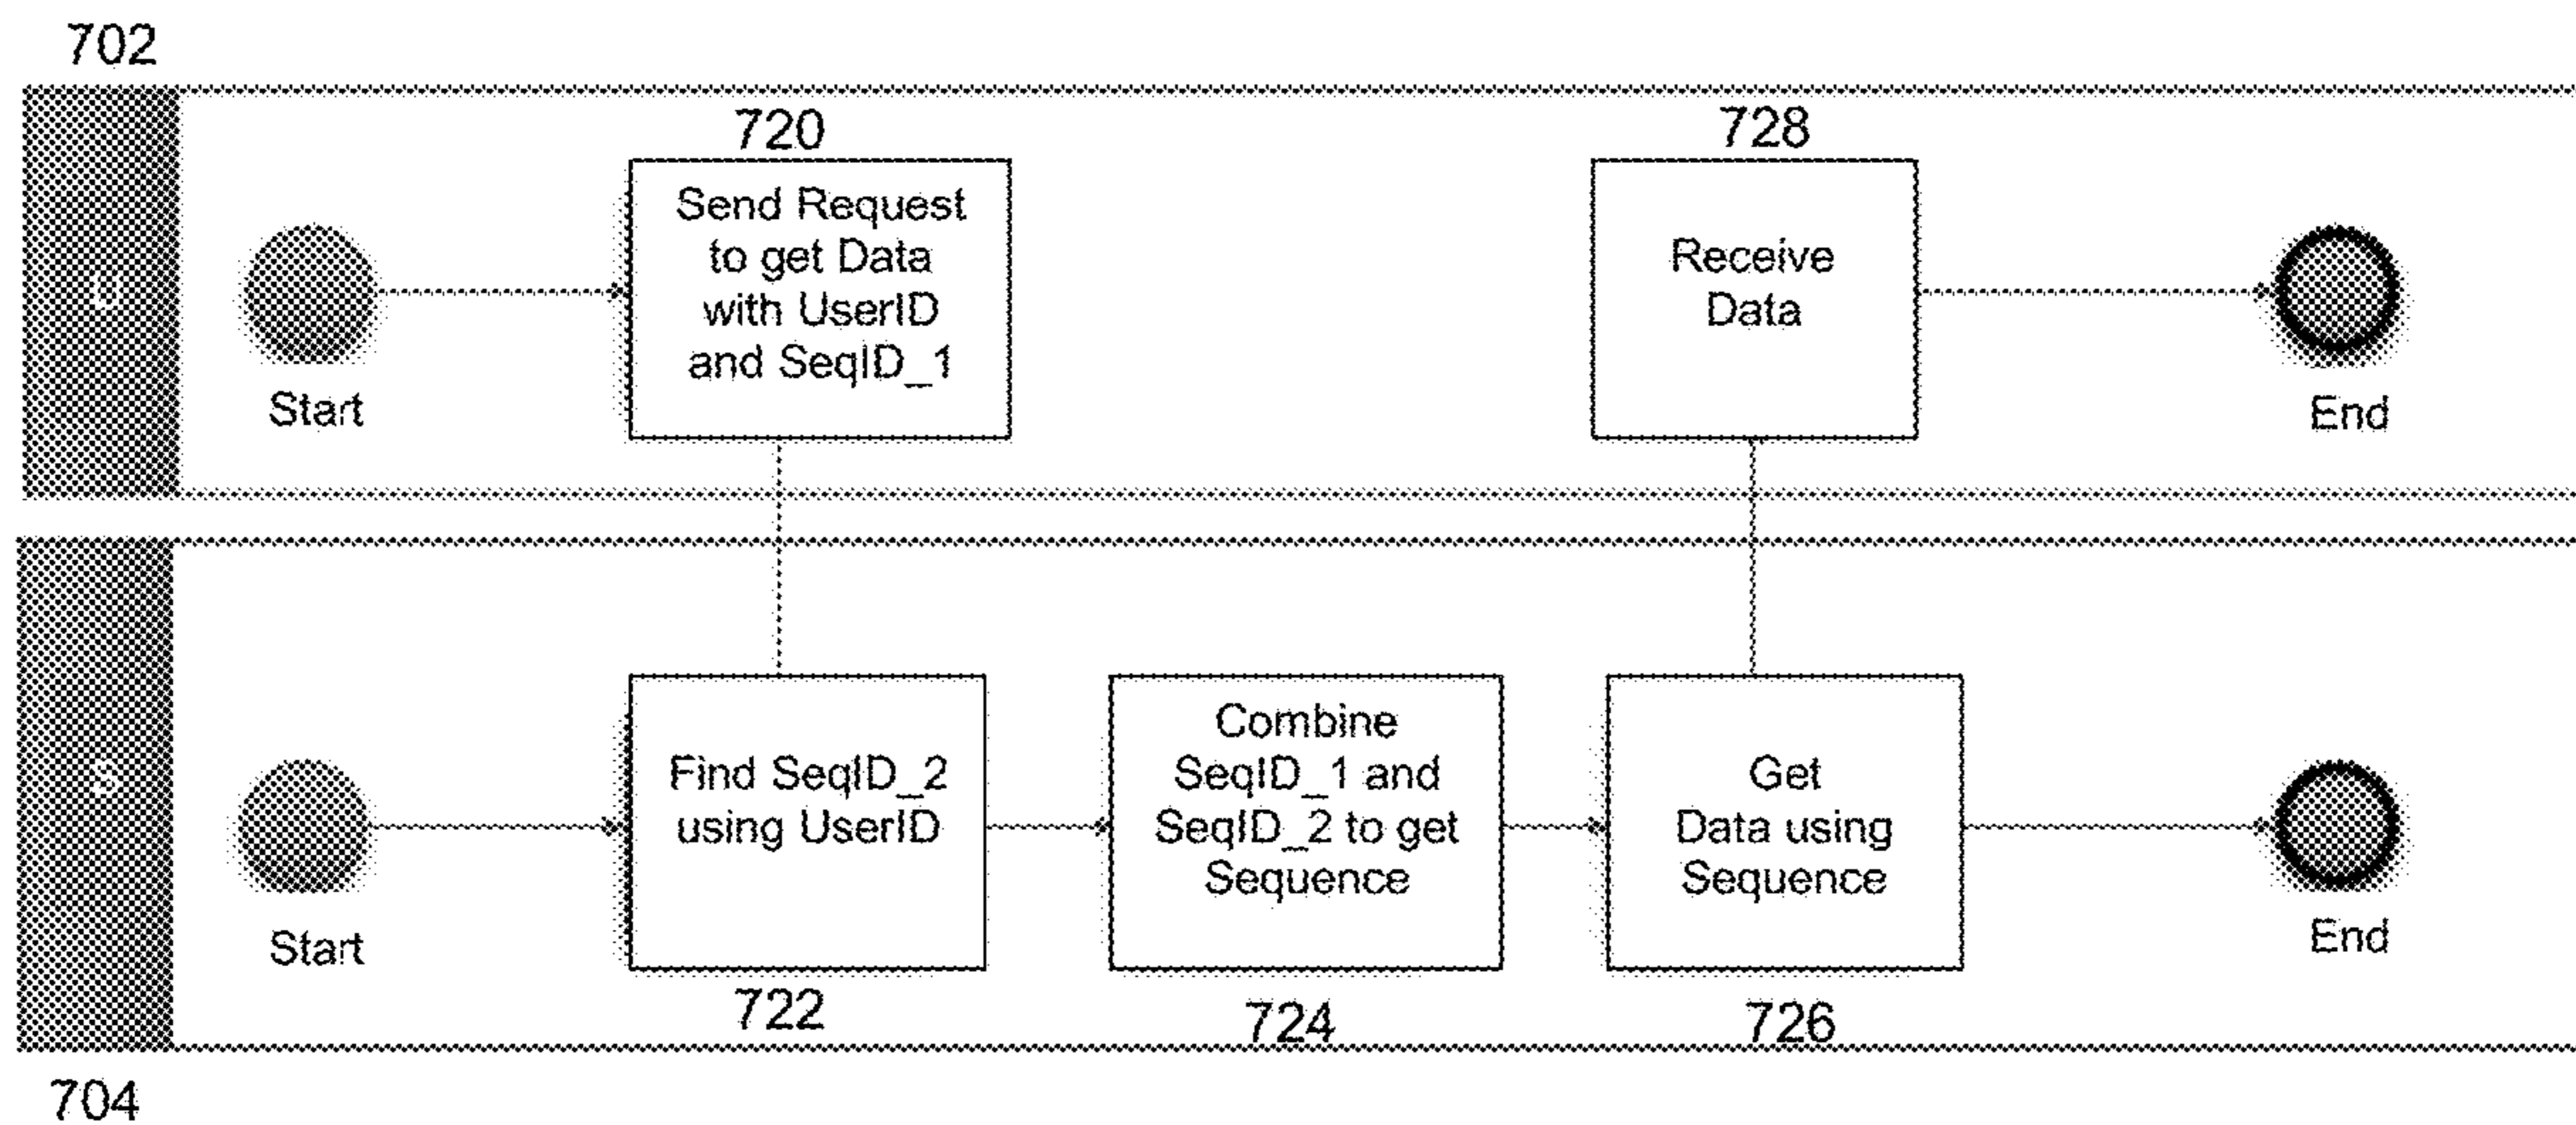 702
720
Send Request
to get Data
with UserID
and SeqID_1
728
Receive
Data
Start
End
Find SeqID_2
using UserID
Combine
SeqID_1 and
SeqID_2 to get
Sequence
Get
Data using
Sequence
Start
End
722
724
726
704